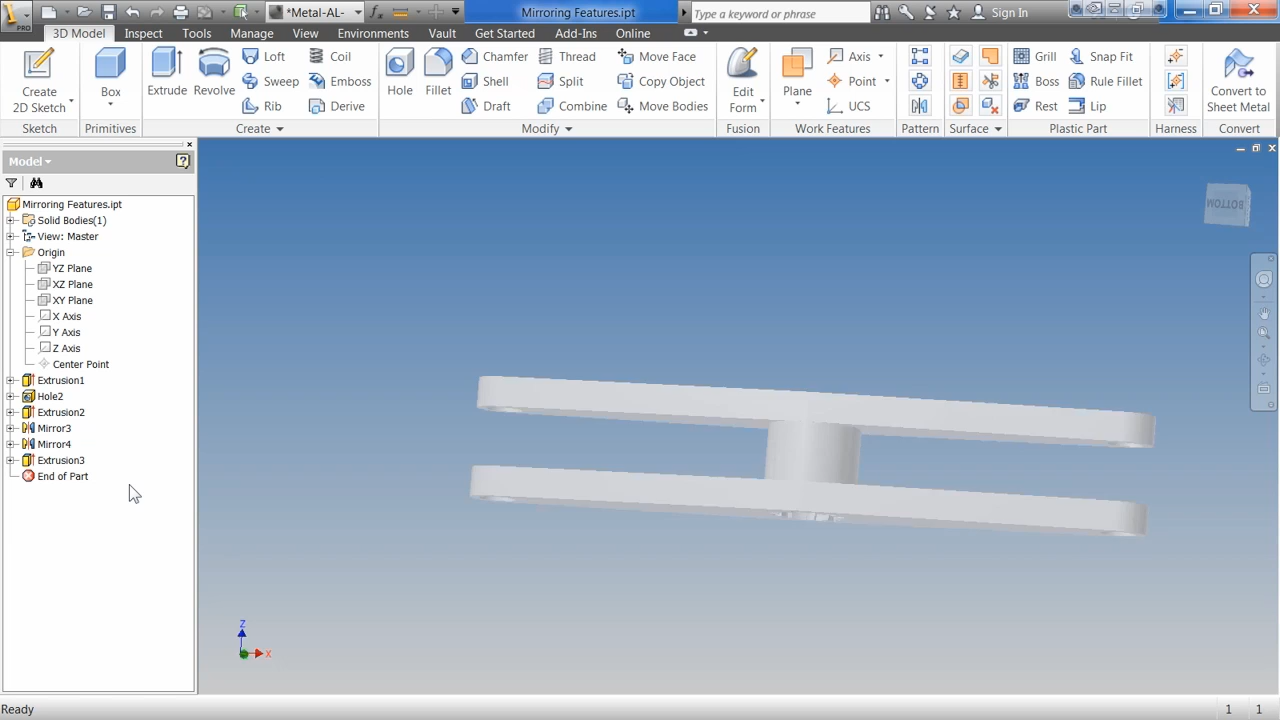 *Metal-AL-
Mirroring Features.ipt
Type a keyword or phrase
Sign In
PRO
3D Model
Inspect
Tools
Manage
View
Environments
Vault
Get Started
Add-Ins
Online
Create
2D Sketch
Box
Extrude
Revolve
Loft
Sweep
Rib
Coil
Emboss
Derive
Hole
Fillet
Chamfer
Shell
Draft
Thread
Split
Combine
Move Face
Copy Object
Move Bodies
Edit
Form
Plane
Axis
Point
UCS
Grill
Boss
Rest
Snap Fit
Rule Fillet
Lip
Convert to
Sheet Metal
Sketch
Primitives
Create
Modify
Fusion
Work Features
Pattern
Surface
Plastic Part
Harness
Convert
Model
Mirroring Features.ipt
Solid Bodies(1)
View: Master
Origin
YZ Plane
XZ Plane
XY Plane
X Axis
Y Axis
Z Axis
Center Point
Extrusion1
Hole2
Extrusion2
Mirror3
Mirror4
Extrusion3
End of Part
BOTTOM
Z
X
Ready
1
1